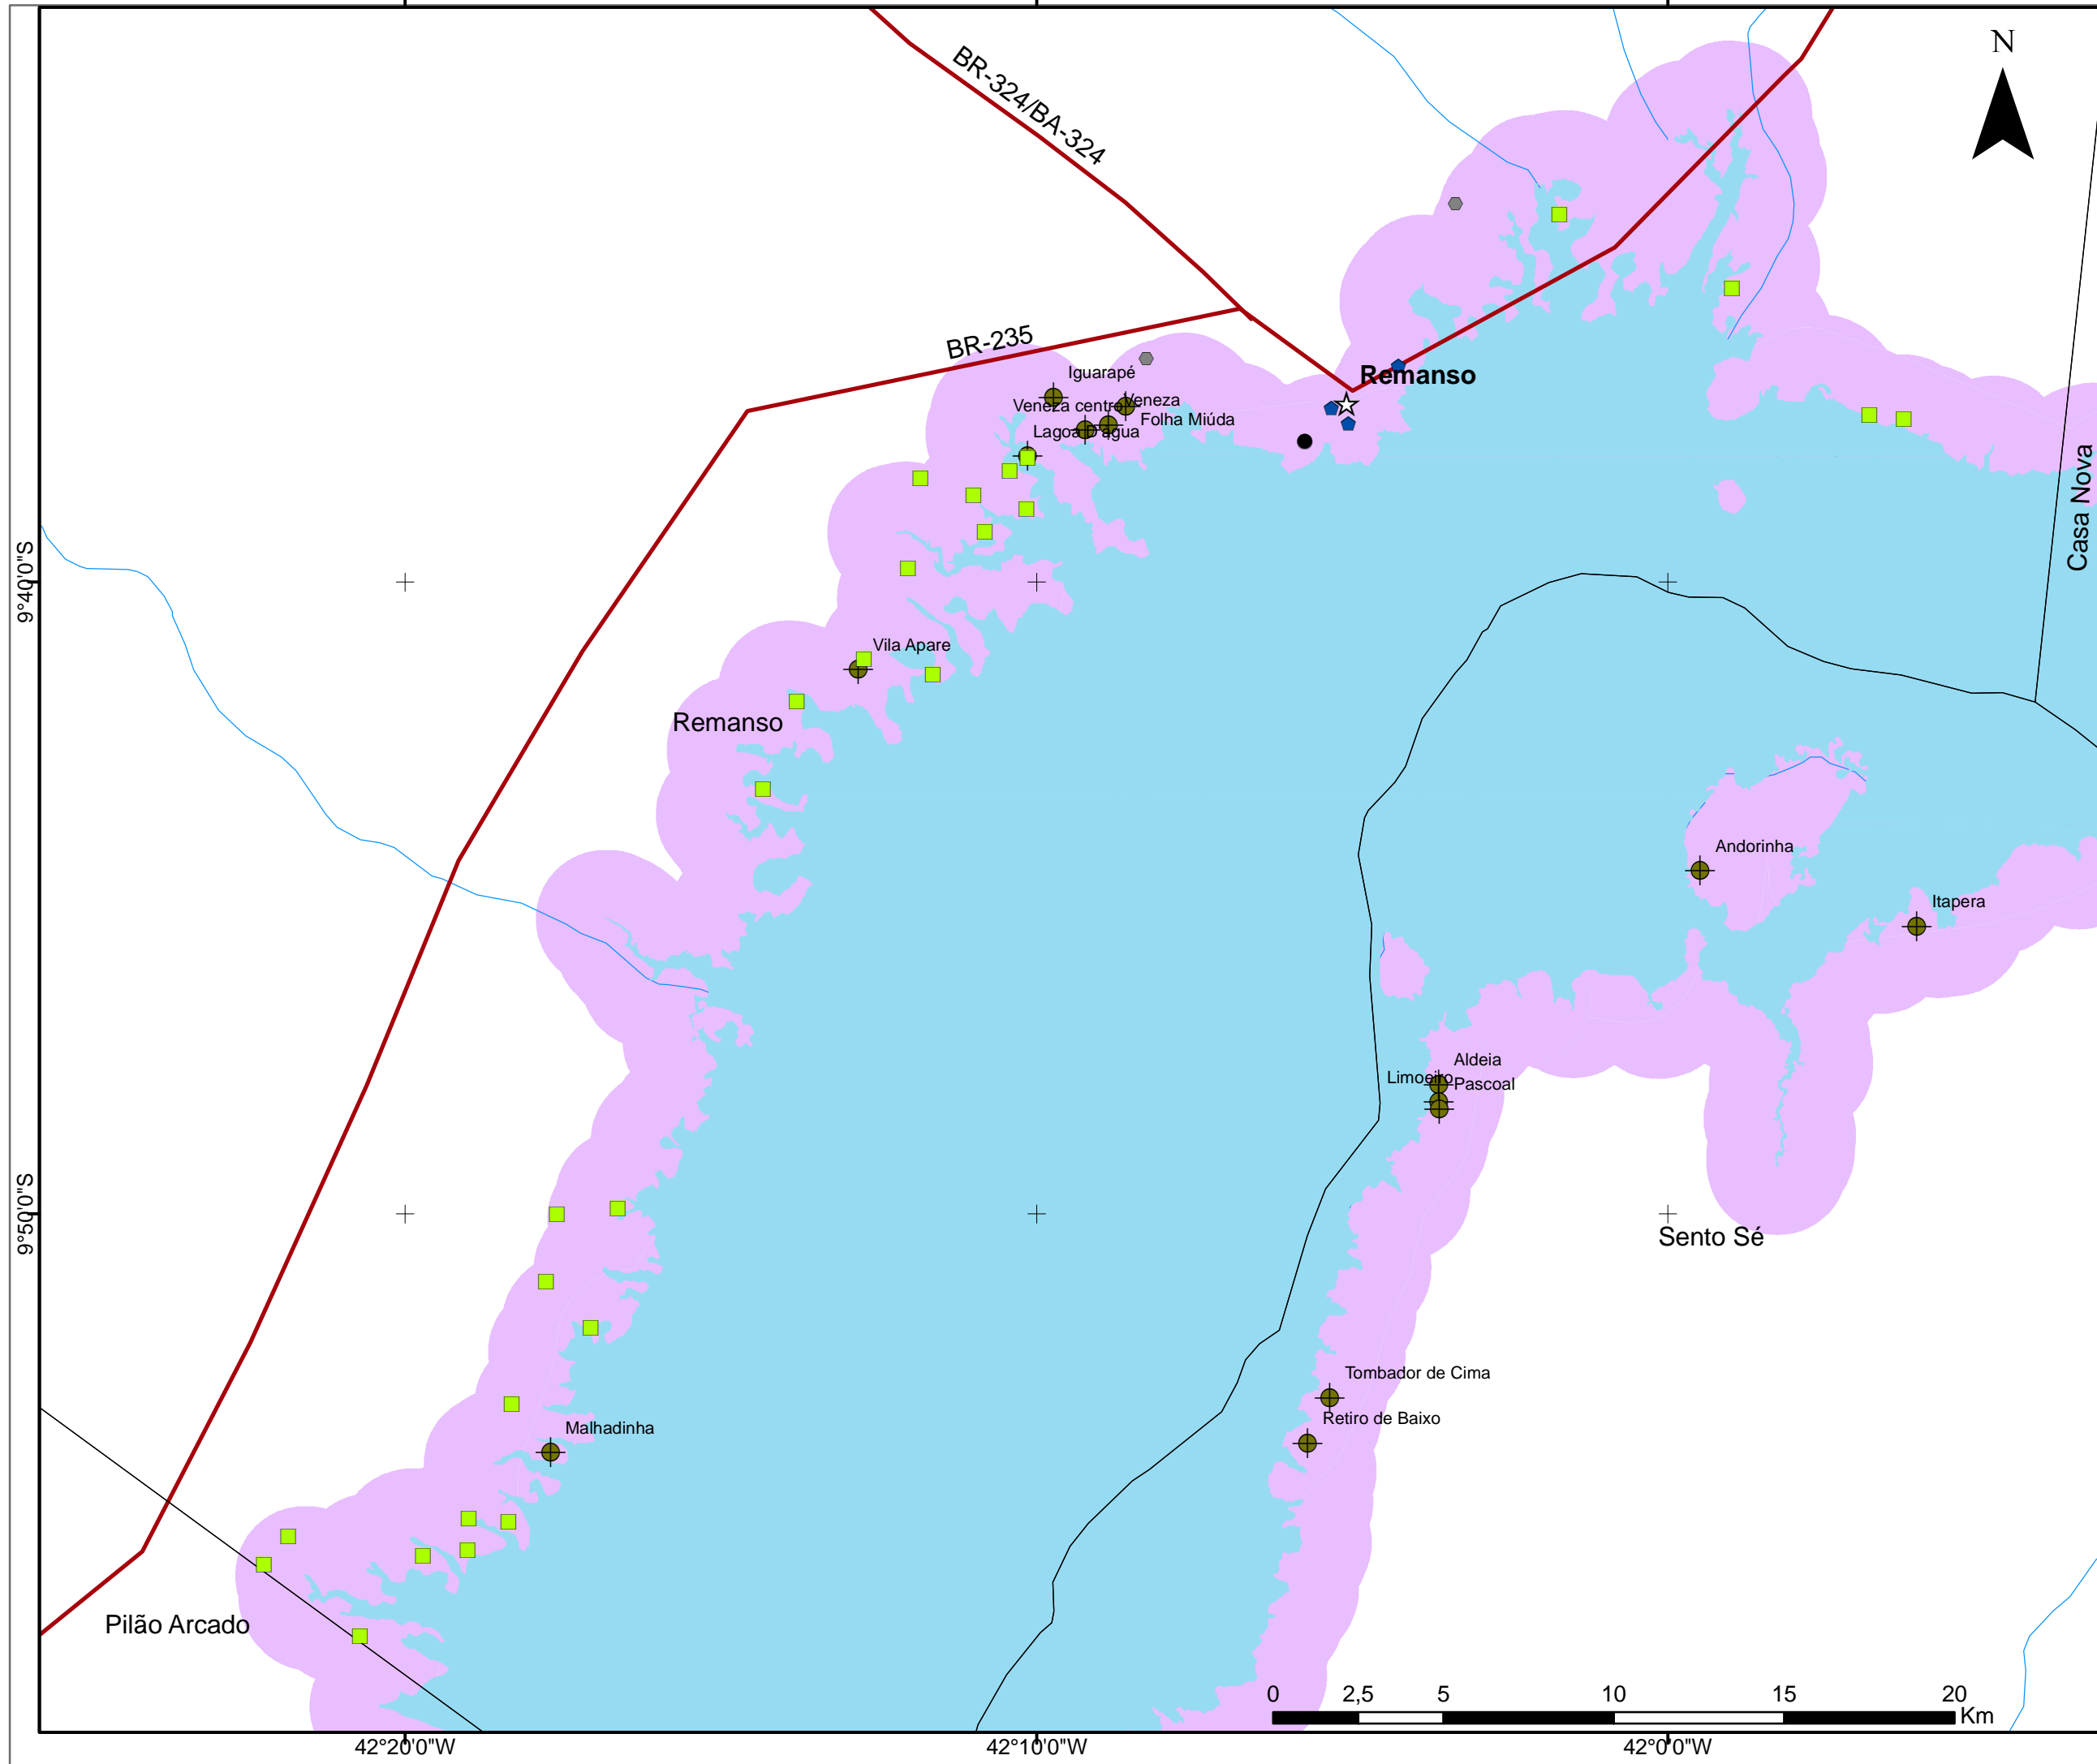 N
BR-324/BA-324
BR-235
Remanso
Iguarapé
Veneza
Veneza centro
Folha Miúda
Lagoa D'agua
Casa Nova
9°40'0"S
Vila Apare
Remanso
Andorinha
Itapera
Aldeia
Limoeiro
Pascoal
9°50'0"S
Sento Sé
Tombador de Cima
Retiro de Baixo
Malhadinha
Pilão Arcado
0 2,5 5 10 15 20
Km
42°20'0"W 42°10'0"W 42°0'0"W